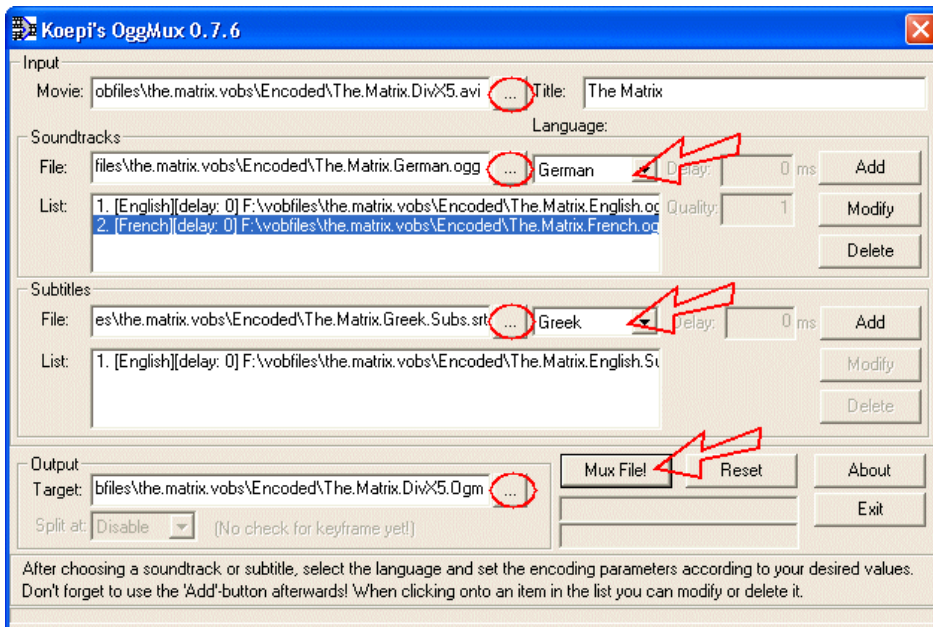 Koepi's OggMux 0.7.6
Input
Movie: obfiles\the.matrix.vobs\Encoded\The.Matrix.DivX5.avi ... Title: The Matrix
Soundtracks Language:
File: files\the.matrix.vobs\Encoded\The.Matrix.German.ogg ... German Delay: 0 ms Add
List: 1. [English][delay: 0] F:\vobfiles\the.matrix.vobs\Encoded\The.Matrix.English.og Quality: 1 Modify
2. [French][delay: 0] F:\vobfiles\the.matrix.vobs\Encoded\The.Matrix.French.og
Delete
Subtitles
File: es\the.matrix.vobs\Encoded\The.Matrix.Greek.Subs.srt ... Greek Delay: 0 ms Add
List: 1. [English][delay: 0] F:\vobfiles\the.matrix.vobs\Encoded\The.Matrix.English.Su Modify
Delete
Output
Target: bfiles\the.matrix.vobs\Encoded\The.Matrix.DivX5.Ogm ... Mux File! Reset About
Split at: Disable (No check for keyframe yet!) Exit
After choosing a soundtrack or subtitle, select the language and set the encoding parameters according to your desired values.
Don't forget to use the 'Add'-button afterwards! When clicking onto an item in the list you can modify or delete it.